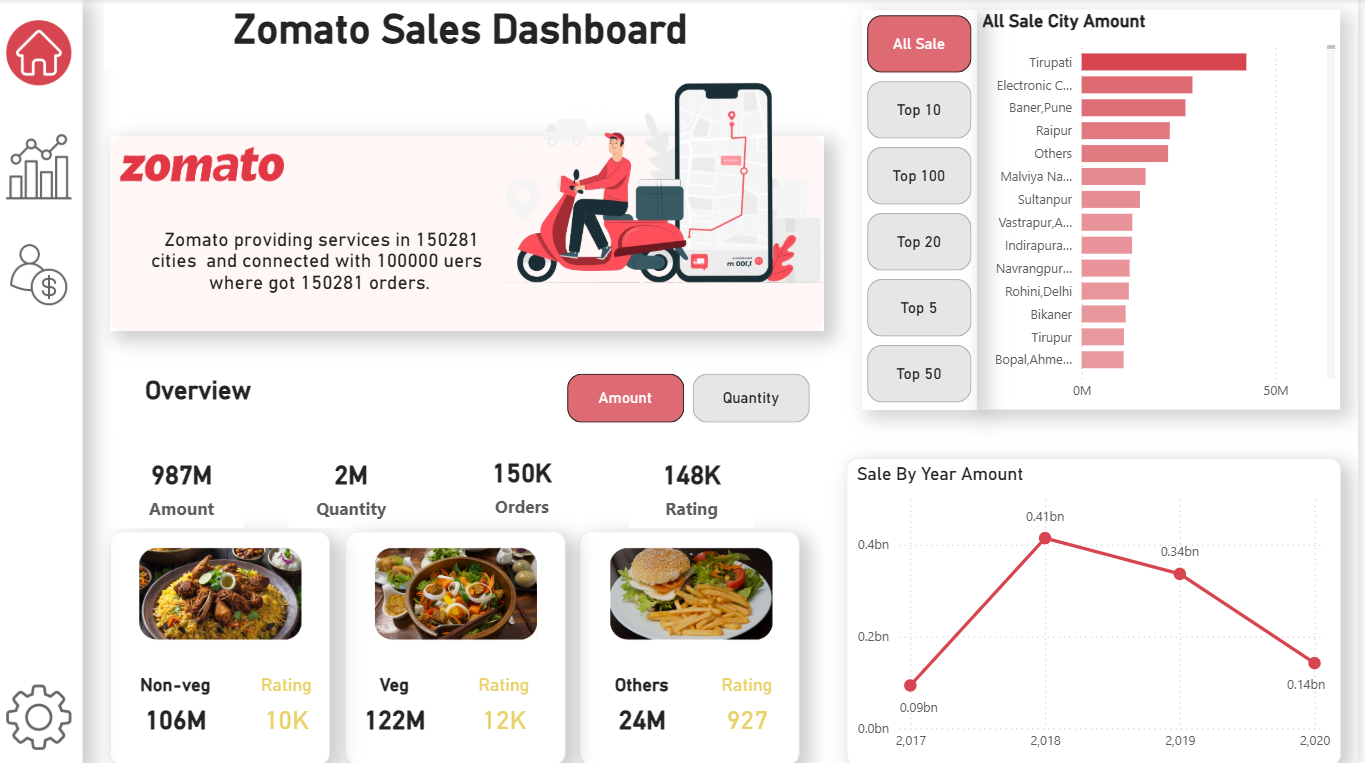 Zomato Sales Dashboard
zomato
Zomato providing services in 150281
cities and connected with 100000 uers
where got 150281 orders.
All Sale
Top 10
Top 100
Top 20
Top 5
Top 50
All Sale City Amount
Tirupati
Electronic C...
Baner,Pune
Raipur
Others
Malviya Na...
Sultanpur
Vastrapur,A...
Indirapura...
Navrangpur...
Rohini,Delhi
Bikaner
Tirupur
Bopal,Ahme...
0M 50M
Overview
Amount
Quantity
987M
Amount
2M
Quantity
150K
Orders
148K
Rating
Non-veg Rating
106M 10K
Veg Rating
122M 12K
Others Rating
24M 927
Sale By Year Amount
0.4bn
0.2bn
0.0bn
0.09bn
0.41bn
0.34bn
0.14bn
2,017 2,018 2,019 2,020